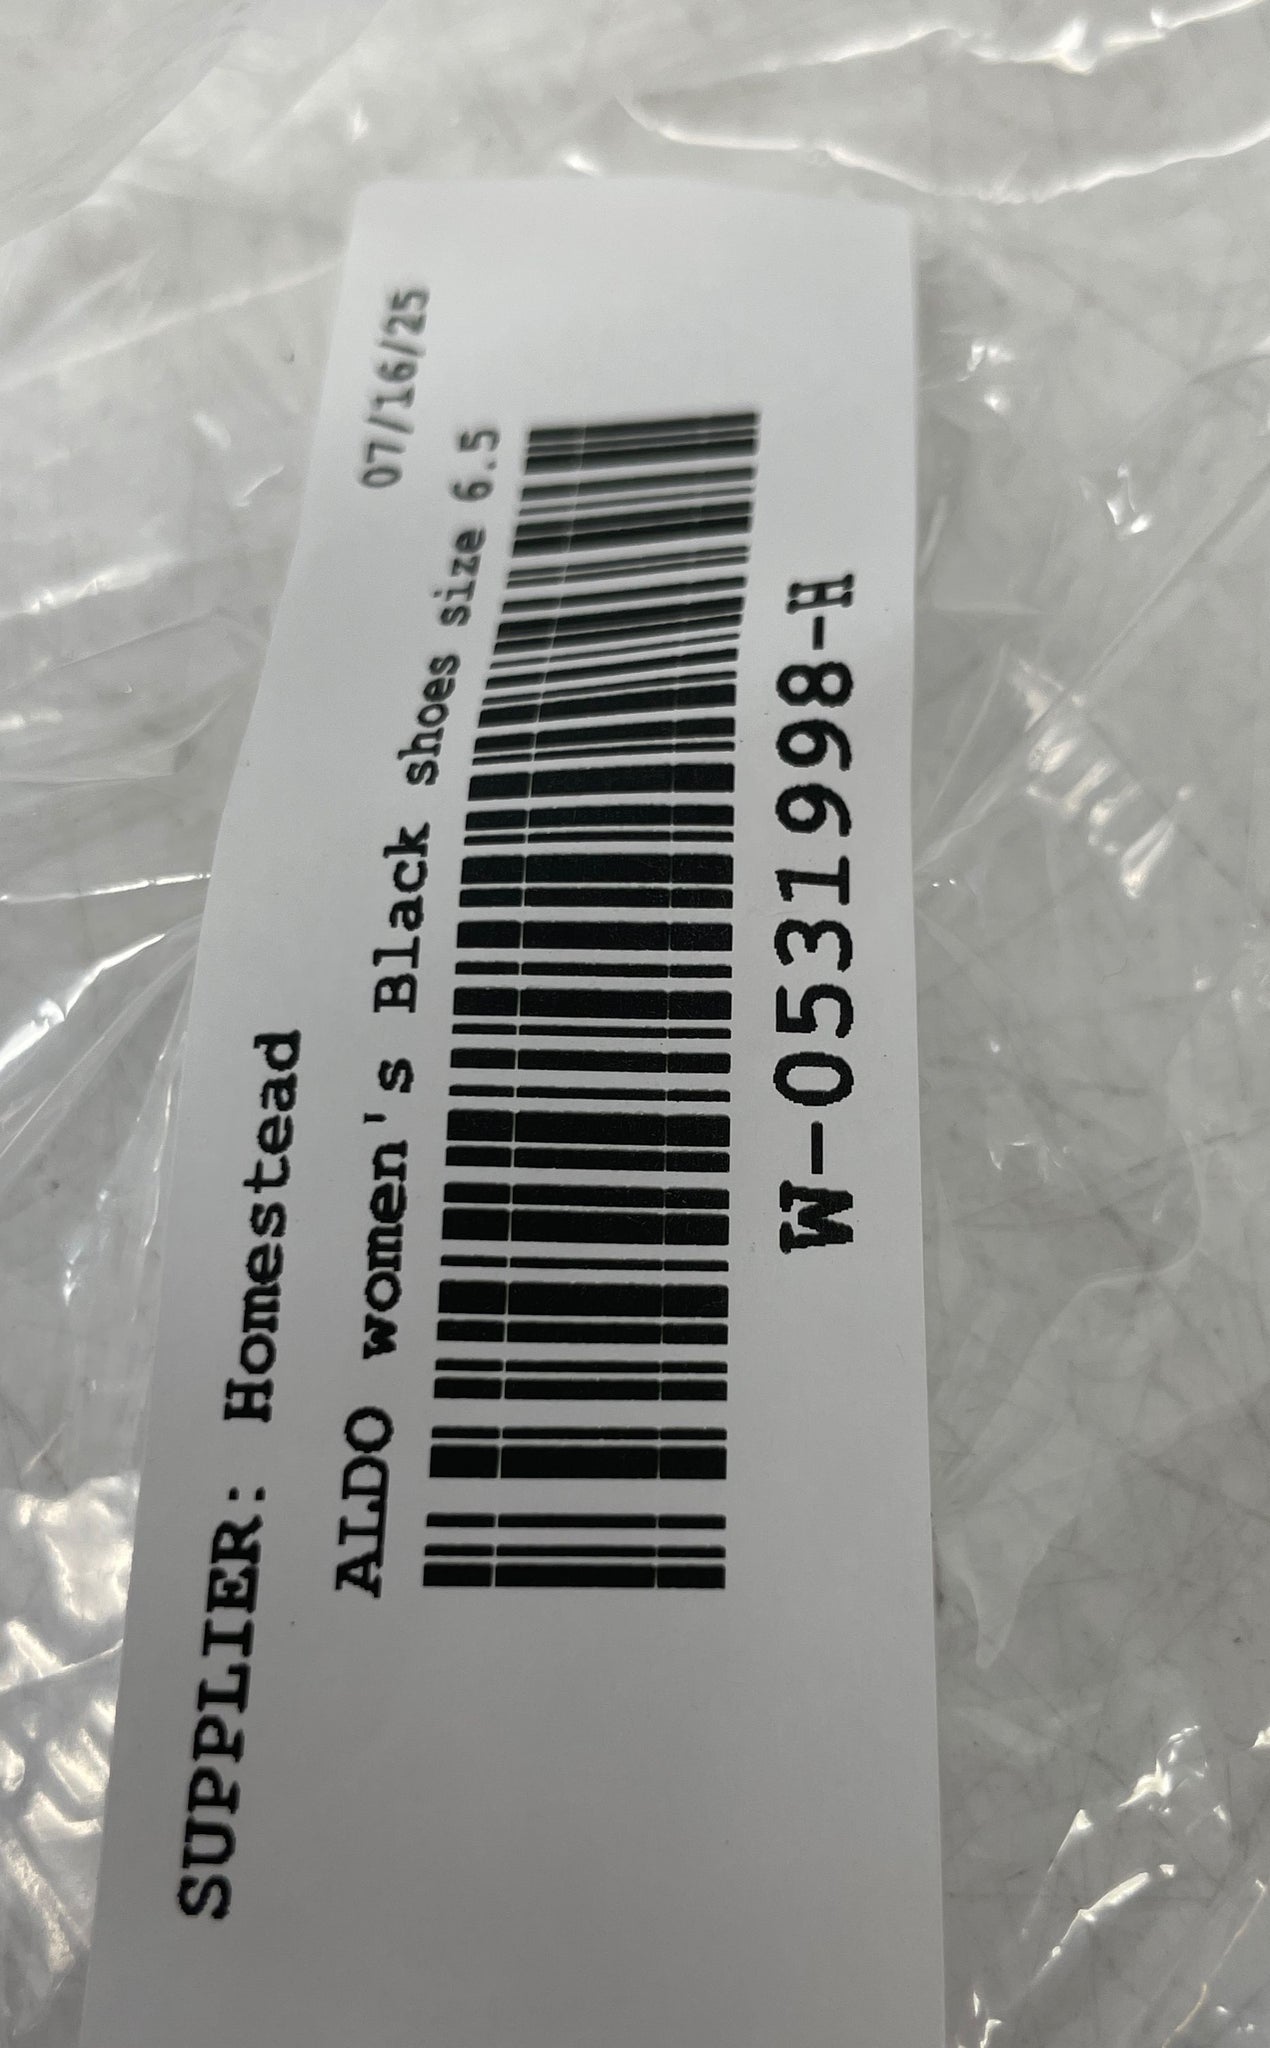 SUPPLIER: Homestead
07/16/25
ALDO women's Black shoes size 6.5
W-0531998-H